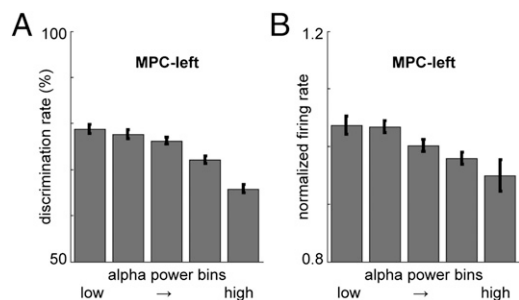 A
100
MPC-left
discrimination rate (%)
50
alpha power bins
low → high
B
1.2
MPC-left
normalized firing rate
0.8
alpha power bins
low → high